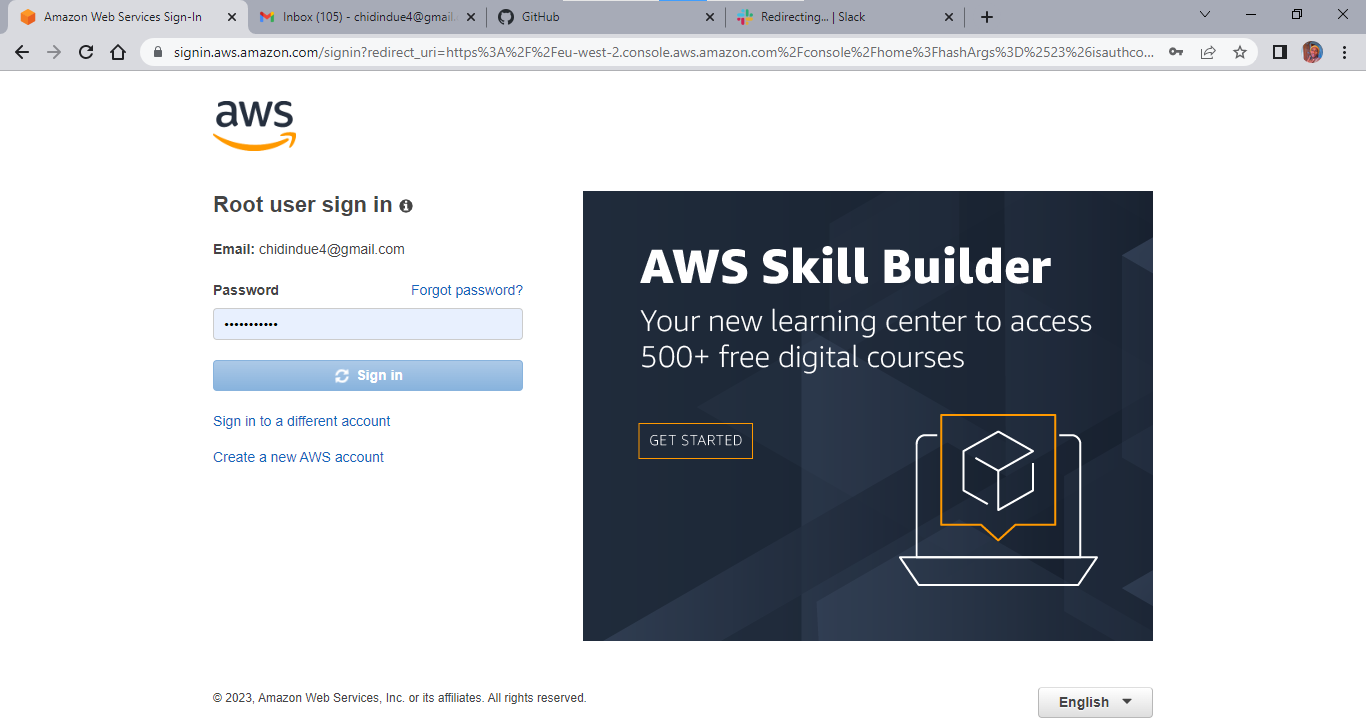 Amazon Web Services Sign-In
Inbox (105) - chidindue4@gmail.
GitHub
Redirecting... | Slack
signin.aws.amazon.com/signin?redirect_uri=https%3A%2F%2Feu-west-2.console.aws.amazon.com%2Fconsole%2Fhome%3FhashArgs%3D%2523%26isauthco...
aws
Root user sign in
Email: chidindue4@gmail.com
Password Forgot password?
•••••••••••
Sign in
Sign in to a different account
Create a new AWS account
AWS Skill Builder
Your new learning center to access
500+ free digital courses
GET STARTED
© 2023, Amazon Web Services, Inc. or its affiliates. All rights reserved.
English